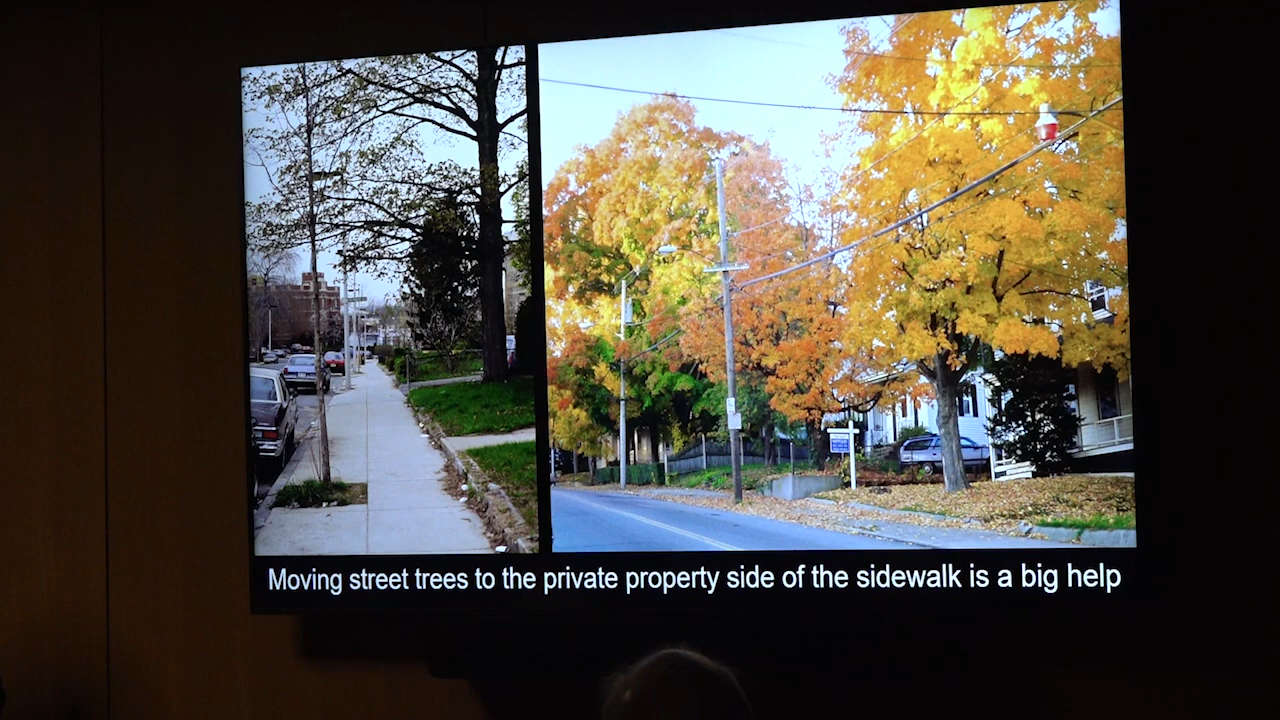 Moving street trees to the private property side of the sidewalk is a big help